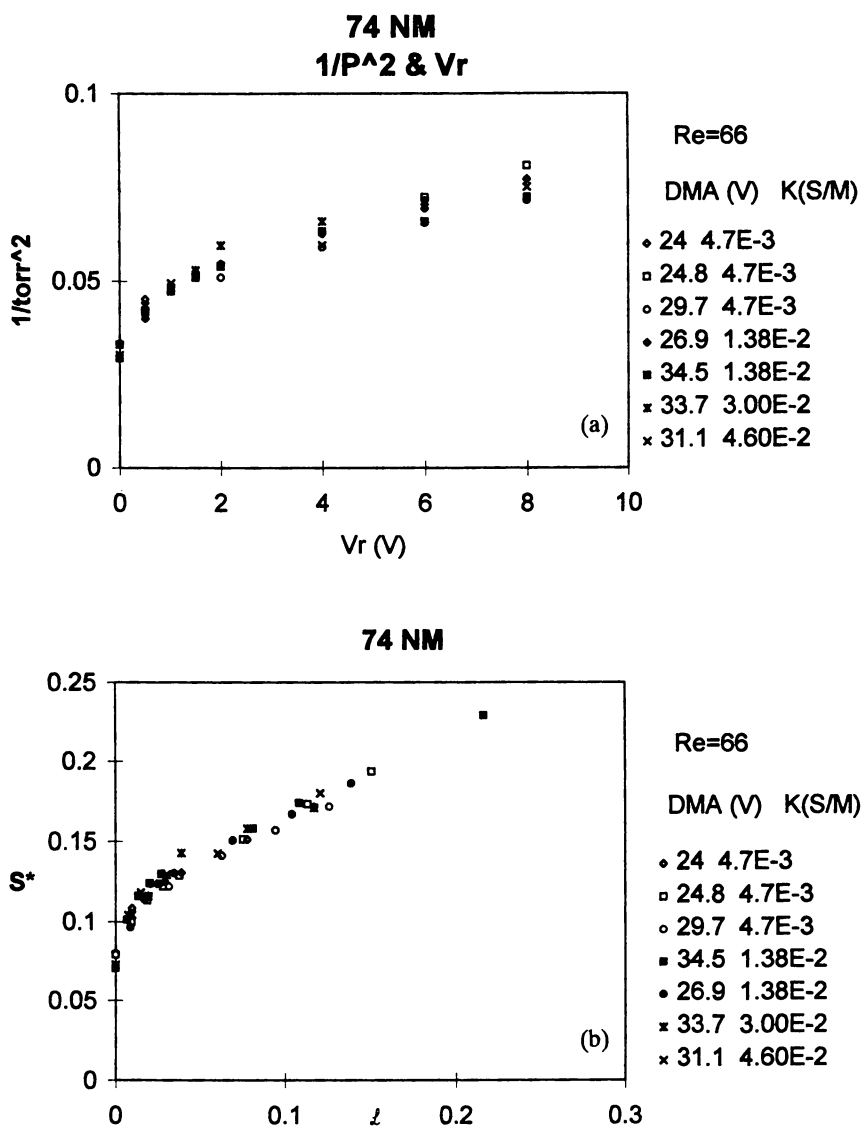 74 NM
1/P^2 & Vr
0.1
0.05
0
1/torr^2
0 2 4 6 8 10
Vr (V)
(a)
Re=66
DMA (V) K(S/M)
24 4.7E-3
24.8 4.7E-3
29.7 4.7E-3
26.9 1.38E-2
34.5 1.38E-2
33.7 3.00E-2
31.1 4.60E-2
74 NM
0.25
0.2
0.15
0.1
0.05
0
S*
0 0.1 0.2 0.3
ℓ
(b)
Re=66
DMA (V) K(S/M)
24 4.7E-3
24.8 4.7E-3
29.7 4.7E-3
34.5 1.38E-2
26.9 1.38E-2
33.7 3.00E-2
31.1 4.60E-2